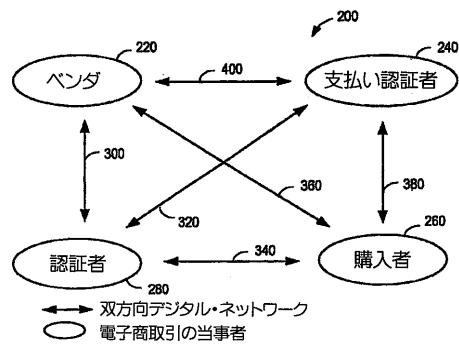 200
220
240
ベンダ
400
支払い認証者
300
360
380
320
260
認証者
340
購入者
280
双方向デジタル・ネットワーク
電子商取引の当事者